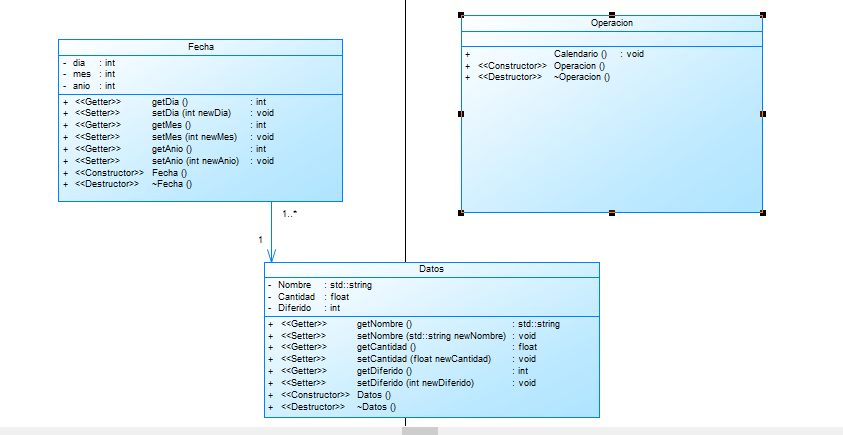 Fecha
- dia : int
- mes : int
- anio : int
+ <<Getter>> getDia () : int
+ <<Setter>> setDia (int newDia) : void
+ <<Getter>> getMes () : int
+ <<Setter>> setMes (int newMes) : void
+ <<Getter>> getAnio () : int
+ <<Setter>> setAnio (int newAnio) : void
+ <<Constructor>> Fecha ()
+ <<Destructor>> ~Fecha ()
Operacion
+ Calendario () : void
+ <<Constructor>> Operacion ()
+ <<Destructor>> ~Operacion ()
1..*
1
Datos
- Nombre : std::string
- Cantidad : float
- Diferido : int
+ <<Getter>> getNombre () : std::string
+ <<Setter>> setNombre (std::string newNombre) : void
+ <<Getter>> getCantidad () : float
+ <<Setter>> setCantidad (float newCantidad) : void
+ <<Getter>> getDiferido () : int
+ <<Setter>> setDiferido (int newDiferido) : void
+ <<Constructor>> Datos ()
+ <<Destructor>> ~Datos ()